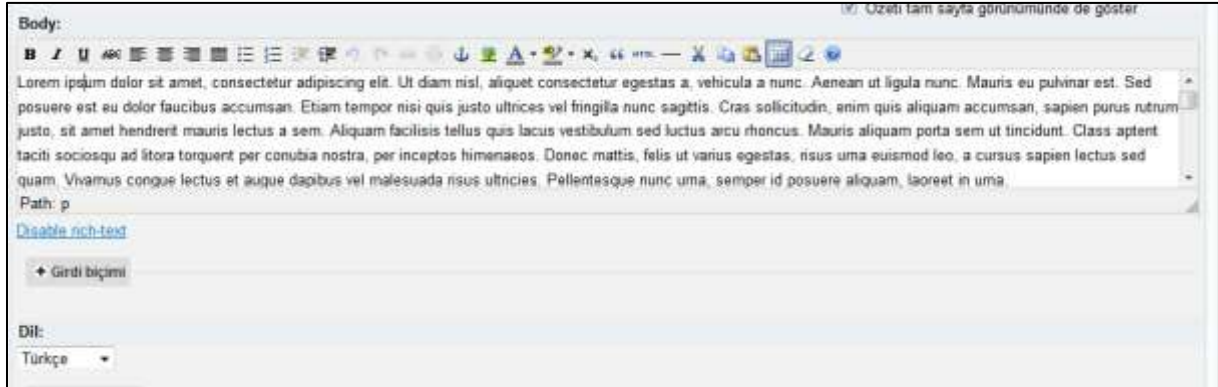 Özeti tam sayfa görünümünde de göster
Body:
B I U ABC A HTML
Lorem ipsum dolor sit amet, consectetur adipiscing elit. Ut diam nisl, aliquet consectetur egestas a, vehicula a nunc. Aenean ut ligula nunc. Mauris eu pulvinar est. Sed
posuere est eu dolor faucibus accumsan. Etiam tempor nisi quis justo ultrices vel fringilla nunc sagittis. Cras sollicitudin, enim quis aliquam accumsan, sapien purus rutrum
justo, sit amet hendrerit mauris lectus a sem. Aliquam facilisis tellus quis lacus vestibulum sed luctus arcu rhoncus. Mauris aliquam porta sem ut tincidunt. Class aptent
taciti sociosqu ad litora torquent per conubia nostra, per inceptos himenaeos. Donec mattis, felis ut varius egestas, risus urna euismod leo, a cursus sapien lectus sed
quam. Vivamus congue lectus et augue dapibus vel malesuada risus ultricies. Pellentesque nunc urna, semper id posuere aliquam, laoreet in urna.
Path: p
Disable rich-text
Girdi biçimi
Dil:
Türkçe